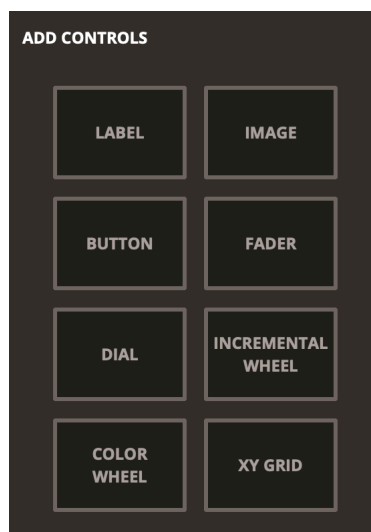 ADD CONTROLS
LABEL
IMAGE
BUTTON
FADER
DIAL
INCREMENTAL
WHEEL
COLOR
WHEEL
XY GRID